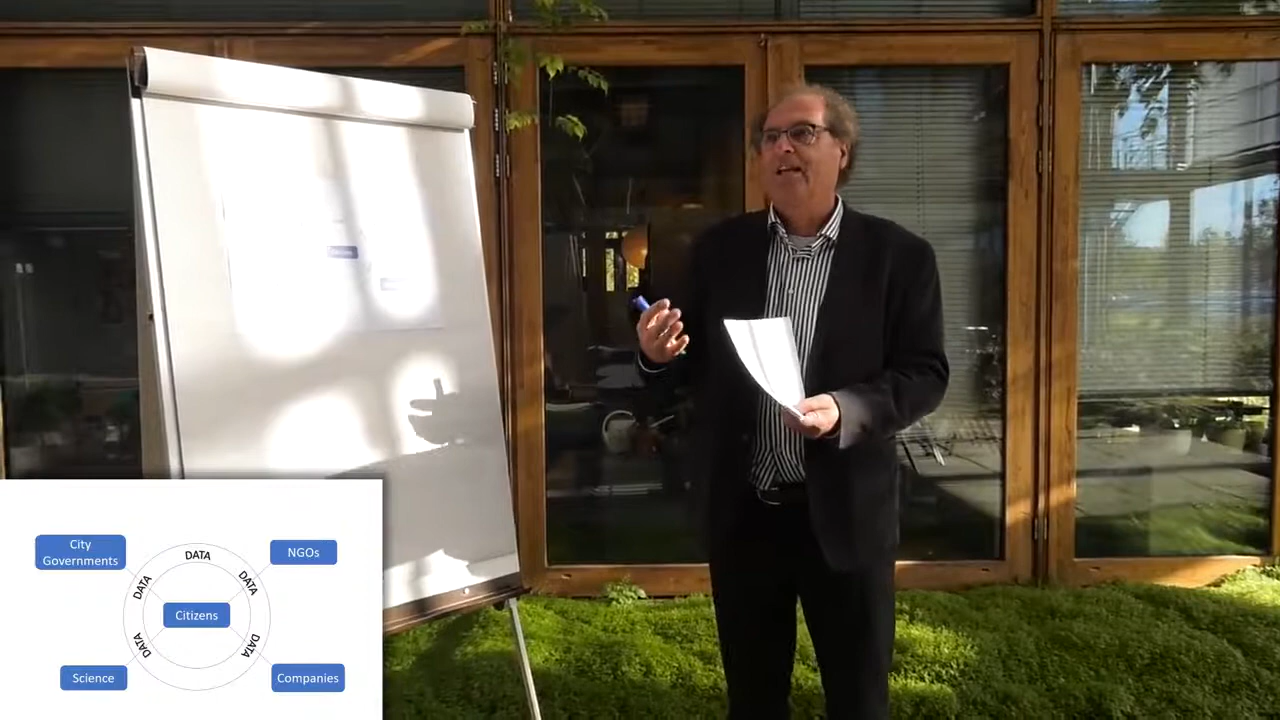 City
Governments
DATA
NGOs
DATA
DATA
Citizens
DATA
DATA
Science
Companies